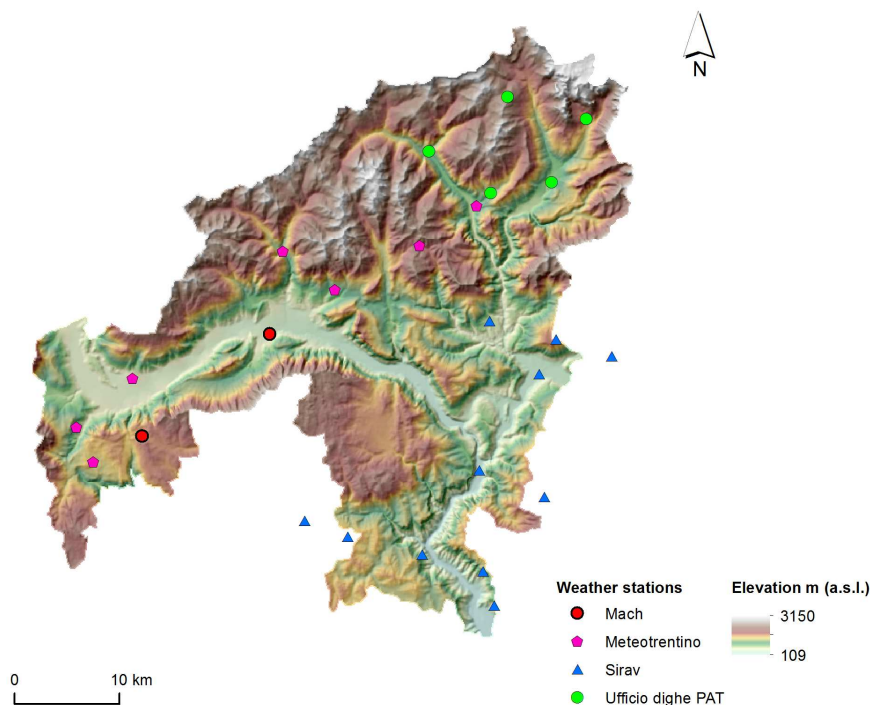 N
Weather stations
Mach
Meteotrentino
Sirav
Ufficio dighe PAT
Elevation m (a.s.l.)
3150
109
0 10 km